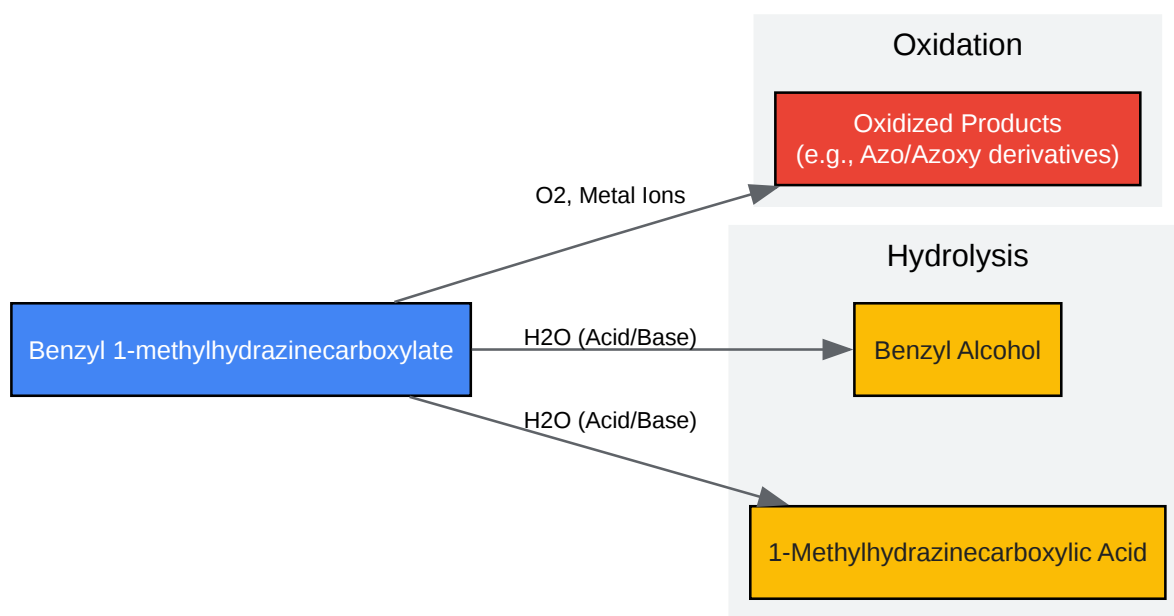 Oxidation
Oxidized Products
(e.g., Azo/Azoxy derivatives)
O2, Metal Ions
Hydrolysis
Benzyl 1-methylhydrazinecarboxylate
H2O (Acid/Base)
Benzyl Alcohol
H2O (Acid/Base)
1-Methylhydrazinecarboxylic Acid